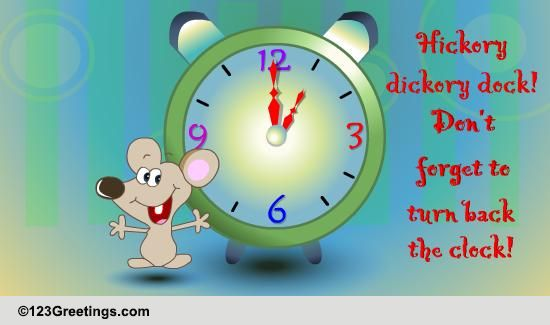 12
9
3
6
Hickory
dickory dock!
Don't
forget to
turn back
the clock!
©123Greetings.com